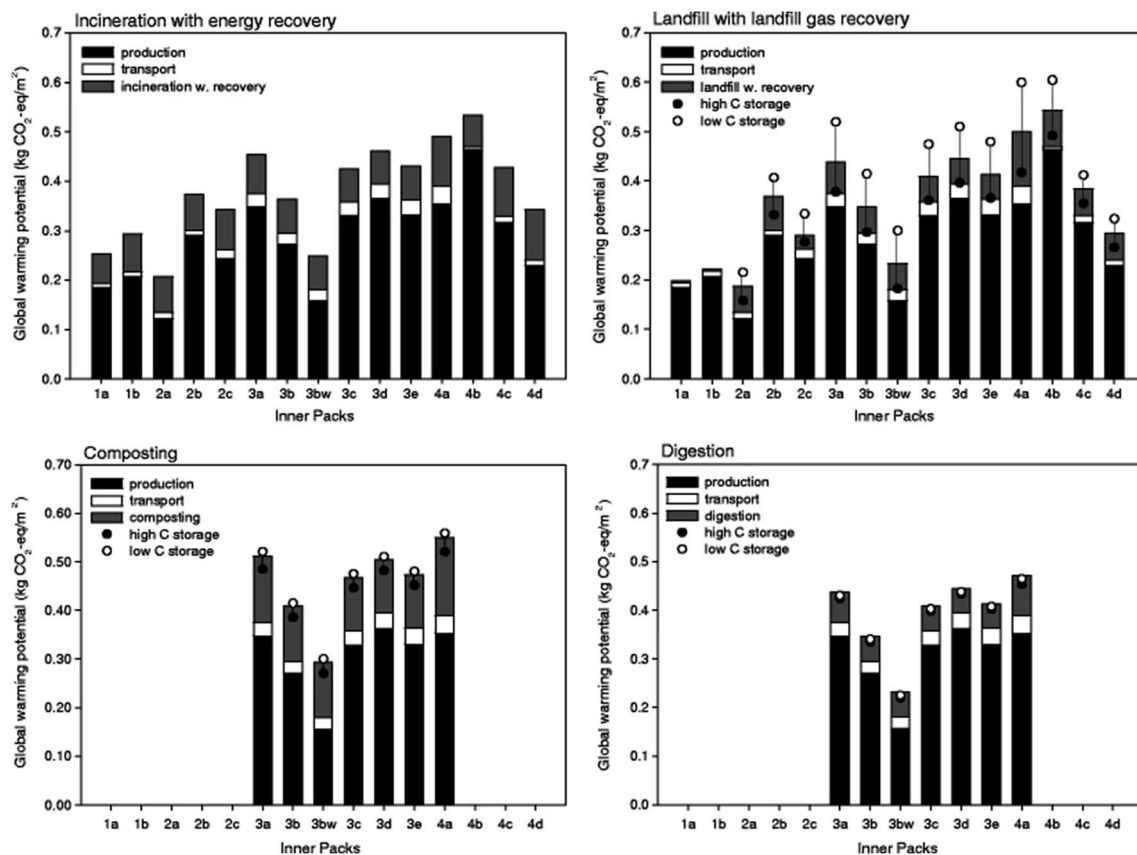 Incineration with energy recovery
Global warming potential (kg CO₂-eq/m²)
0.7
0.6
0.5
0.4
0.3
0.2
0.1
0.0
production
transport
incineration w. recovery
1a 1b 2a 2b 2c 3a 3b 3bw 3c 3d 3e 4a 4b 4c 4d
Inner Packs
Landfill with landfill gas recovery
Global warming potential (kg CO₂-eq/m²)
0.7
0.6
0.5
0.4
0.3
0.2
0.1
0.0
production
transport
landfill w. recovery
high C storage
low C storage
1a 1b 2a 2b 2c 3a 3b 3bw 3c 3d 3e 4a 4b 4c 4d
Inner Packs
Composting
Global warming potential (kg CO₂-eq/m²)
0.70
0.60
0.50
0.40
0.30
0.20
0.10
0.00
production
transport
composting
high C storage
low C storage
1a 1b 2a 2b 2c 3a 3b 3bw 3c 3d 3e 4a 4b 4c 4d
Inner Packs
Digestion
Global warming potential (kg CO₂-eq/m²)
0.7
0.6
0.5
0.4
0.3
0.2
0.1
0.0
production
transport
digestion
high C storage
low C storage
1a 1b 2a 2b 2c 3a 3b 3bw 3c 3d 3e 4a 4b 4c 4d
Inner Packs